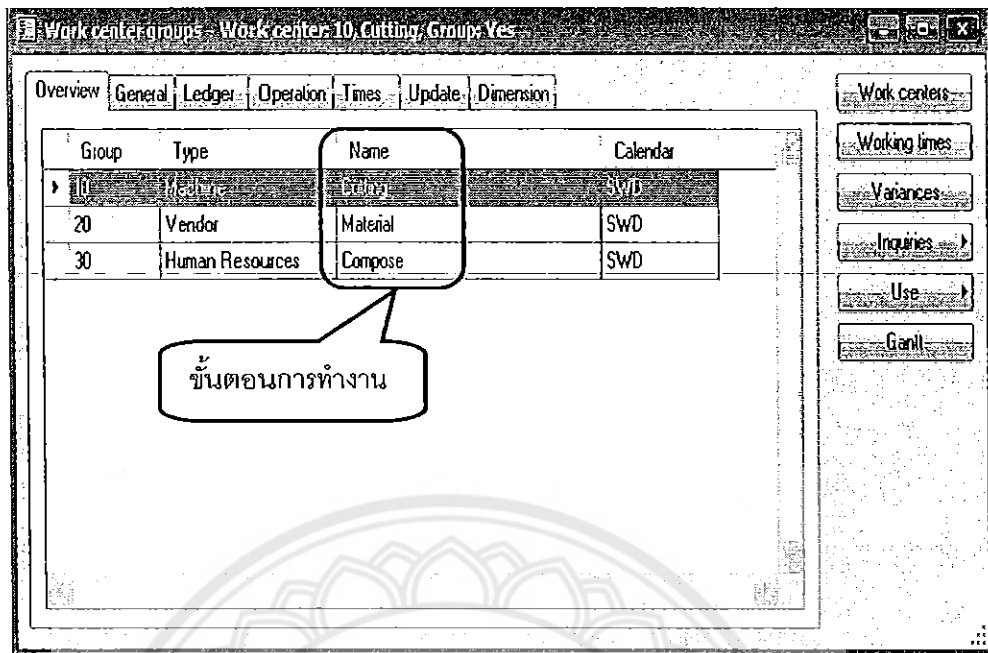 Work center groups - Work center: 10, Cutting, Group: Yes
Overview General Ledger Operation Times Update Dimension
Work centers
Working times
Variances
Inquiries
Use
Gantt
Group Type Name Calendar
10 Machine Cutting SWD
20 Vendor Material SWD
30 Human Resources Compose SWD
ขั้นตอนการทำงาน